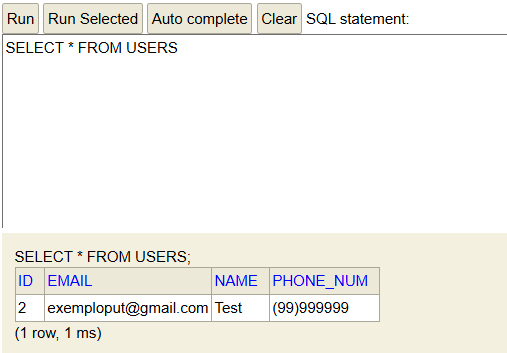 Run Run Selected Auto complete Clear SQL statement:
SELECT * FROM USERS
SELECT * FROM USERS;
ID EMAIL NAME PHONE_NUM
2 exemploput@gmail.com Test (99)999999
(1 row, 1 ms)